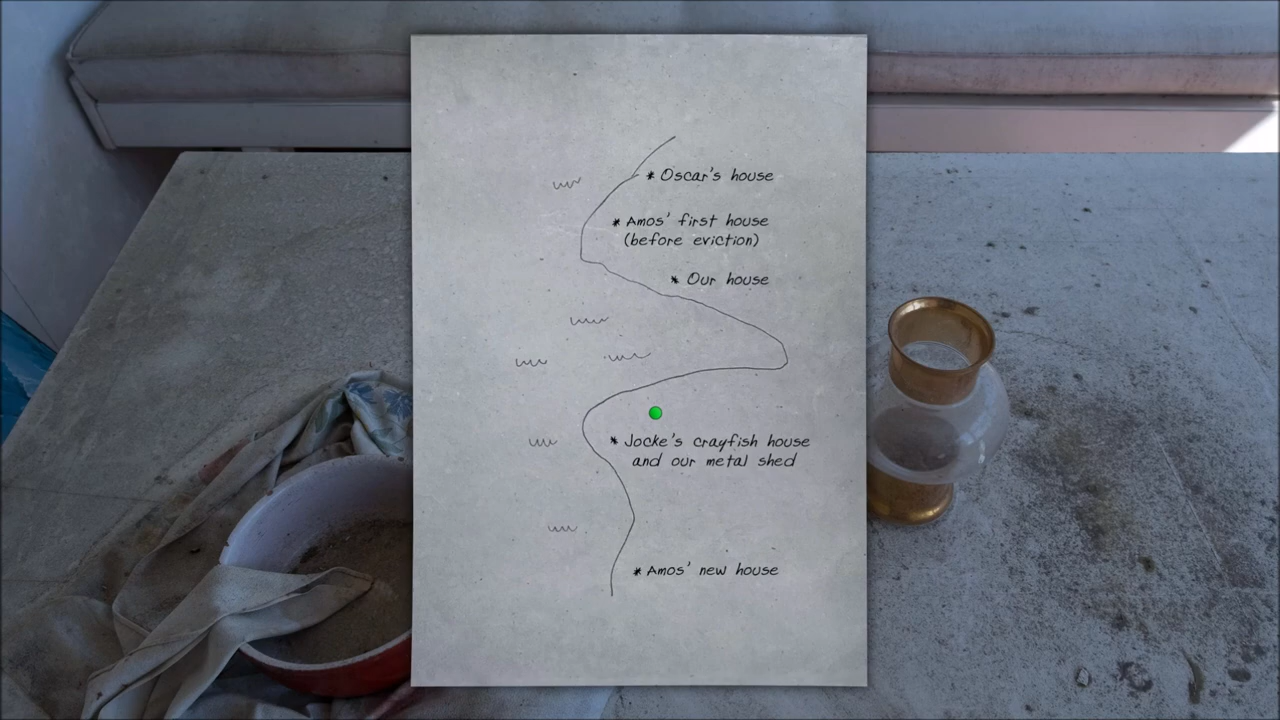 * Oscar's house
* Amos' first house
(before eviction)
* Our house
* Jocke's crayfish house
and our metal shed
* Amos' new house